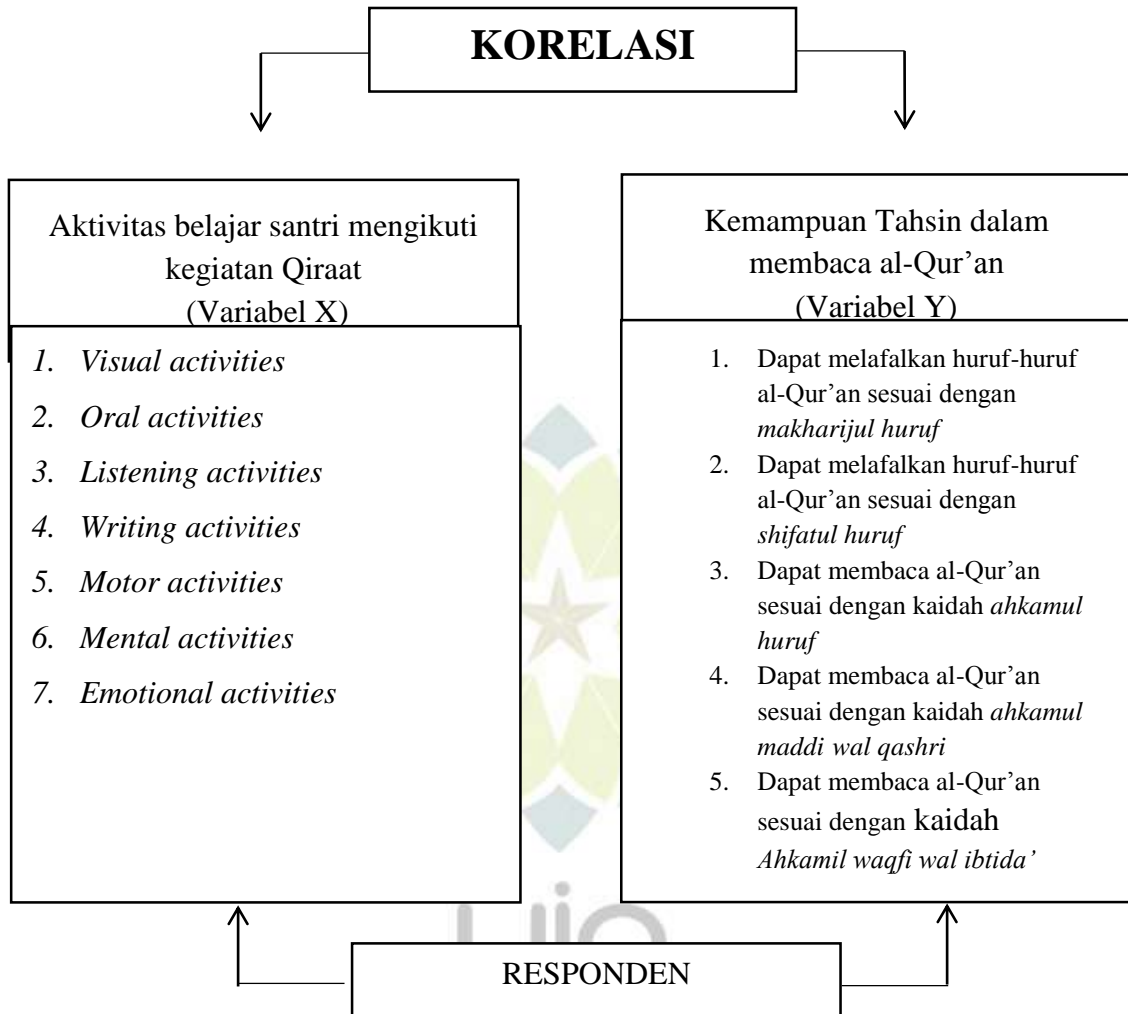 KORELASI
Aktivitas belajar santri mengikuti
kegiatan Qiraat
(Variabel X)
1. Visual activities
2. Oral activities
3. Listening activities
4. Writing activities
5. Motor activities
6. Mental activities
7. Emotional activities
Kemampuan Tahsin dalam
membaca al-Qur’an
(Variabel Y)
1. Dapat melafalkan huruf-huruf
al-Qur’an sesuai dengan
makharijul huruf
2. Dapat melafalkan huruf-huruf
al-Qur’an sesuai dengan
shifatul huruf
3. Dapat membaca al-Qur’an
sesuai dengan kaidah ahkamul
huruf
4. Dapat membaca al-Qur’an
sesuai dengan kaidah ahkamul
maddi wal qashri
5. Dapat membaca al-Qur’an
sesuai dengan kaidah
Ahkamil waqfi wal ibtida’
RESPONDEN